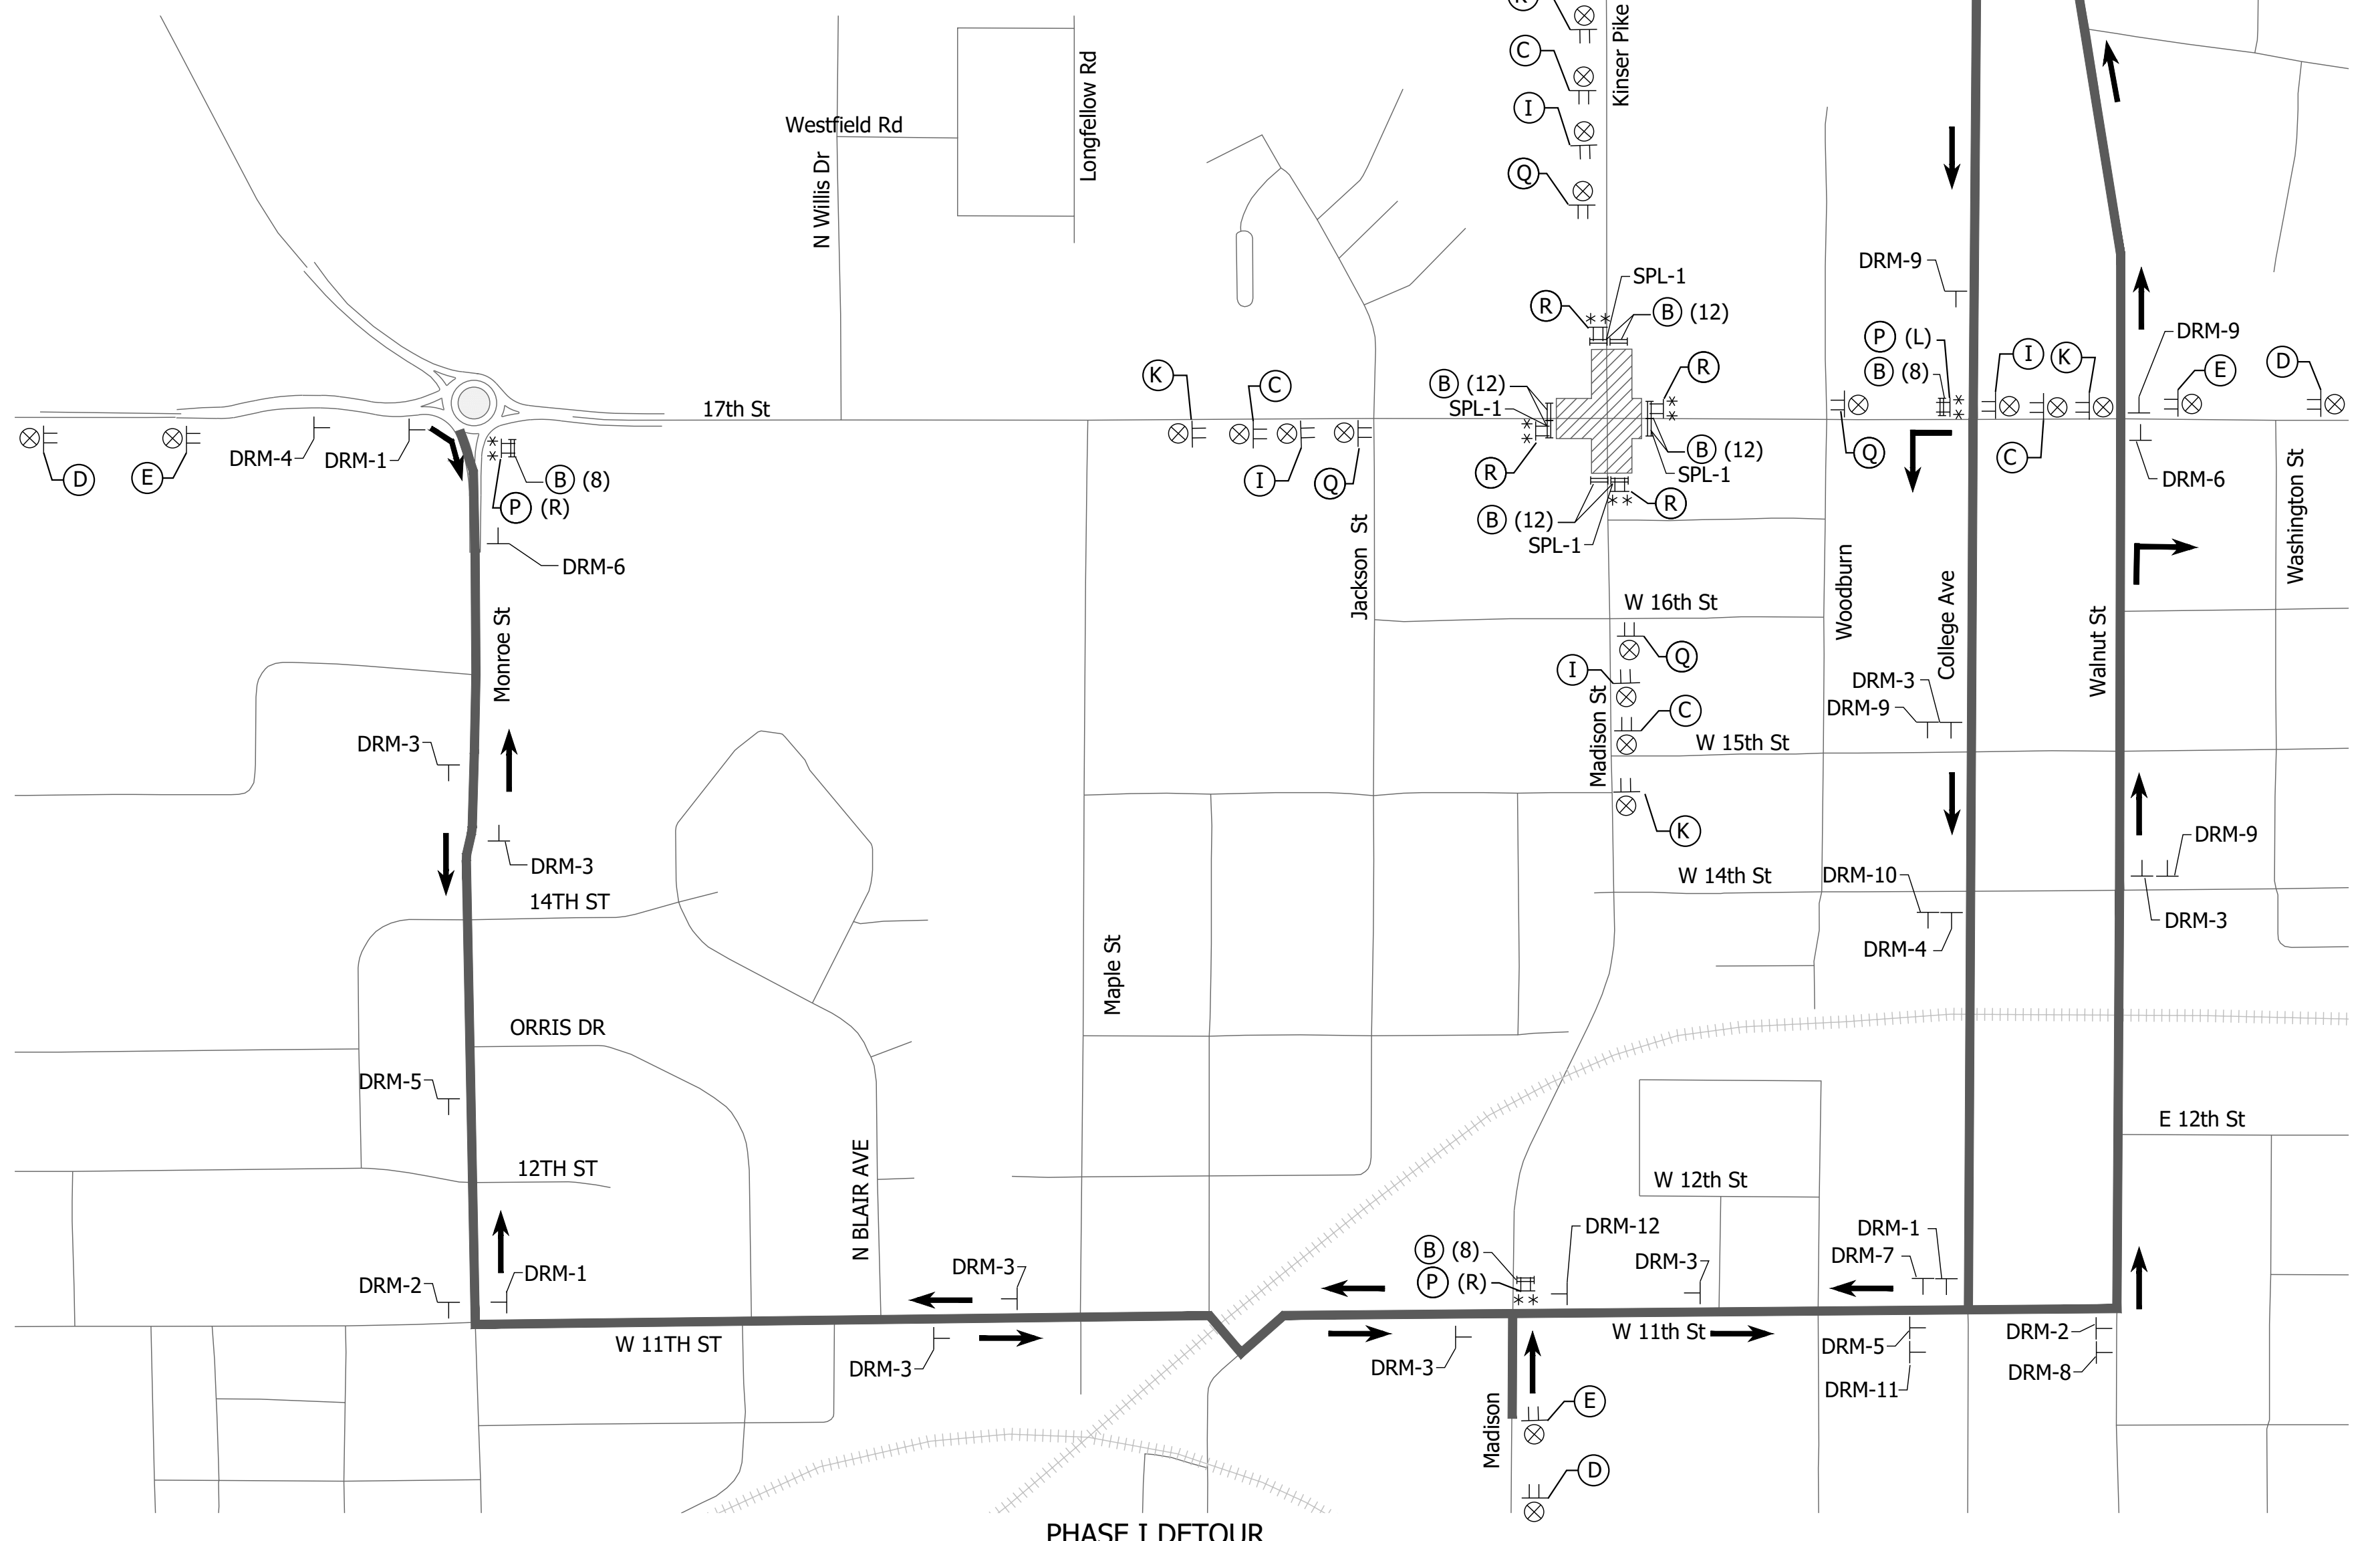 Kinser Pike
C
Longfellow Rd
I
Westfield Rd
N Willis Dr
Q
DRM-9
SPL-1
R
B (12)
P (L)
DRM-9
I
K
E
D
B (8)
K
C
B (12)
R
SPL-1
17th St
DRM-4
DRM-1
D
E
B (8)
P (R)
I
Q
R
B (12)
SPL-1
R
Q
C
DRM-6
B (12)
SPL-1
Washington St
DRM-6
Jackson St
Monroe St
W 16th St
Woodburn
College Ave
Walnut St
Q
I
DRM-3
C
DRM-9
Madison St
W 15th St
DRM-3
K
DRM-9
DRM-3
W 14th St
DRM-10
14TH ST
DRM-3
DRM-4
Maple St
ORRIS DR
DRM-5
E 12th St
12TH ST
N BLAIR AVE
W 12th St
DRM-12
DRM-1
B (8)
DRM-7
DRM-3
DRM-3
P (R)
DRM-1
DRM-2
W 11TH ST
W 11th St
DRM-2
DRM-5
DRM-3
DRM-3
DRM-8
DRM-11
E
Madison
D
PHASE I DETOUR